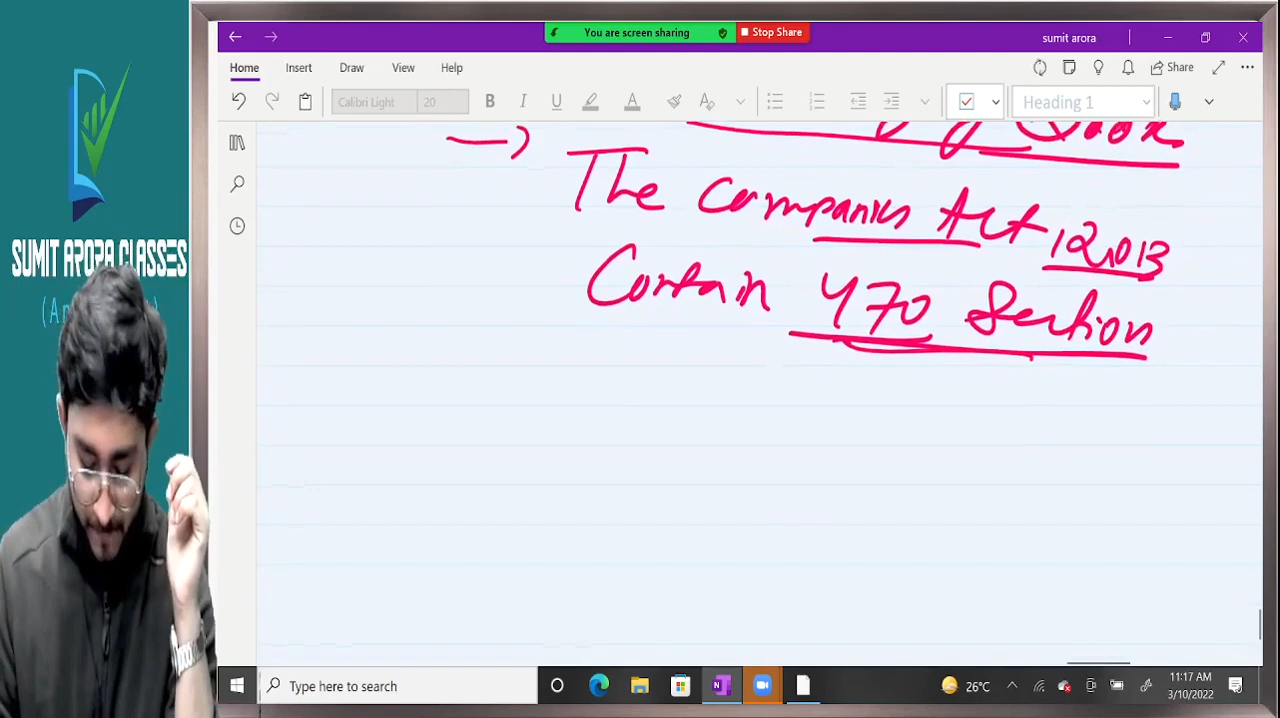 You are screen sharing Stop Share
sumit arora
Home Insert Draw View Help Share
Calibri Light 20 B I U A Heading 1
The Companies Act, 2013
Contain 470 Section
SUMIT ARORA CLASSES
(A
Type here to search
26°C
11:17 AM
3/10/2022